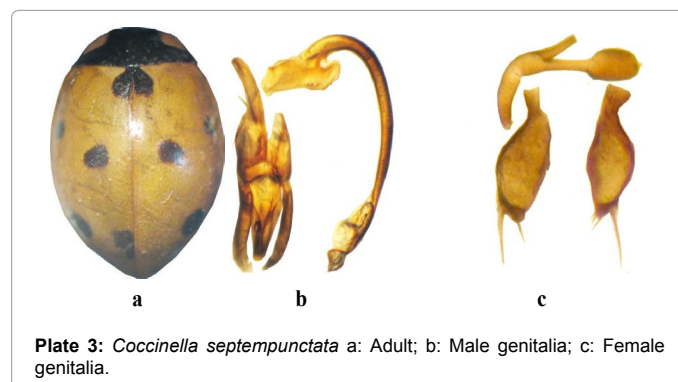 a b c
Plate 3: Coccinella septempunctata a: Adult; b: Male genitalia; c: Female
genitalia.